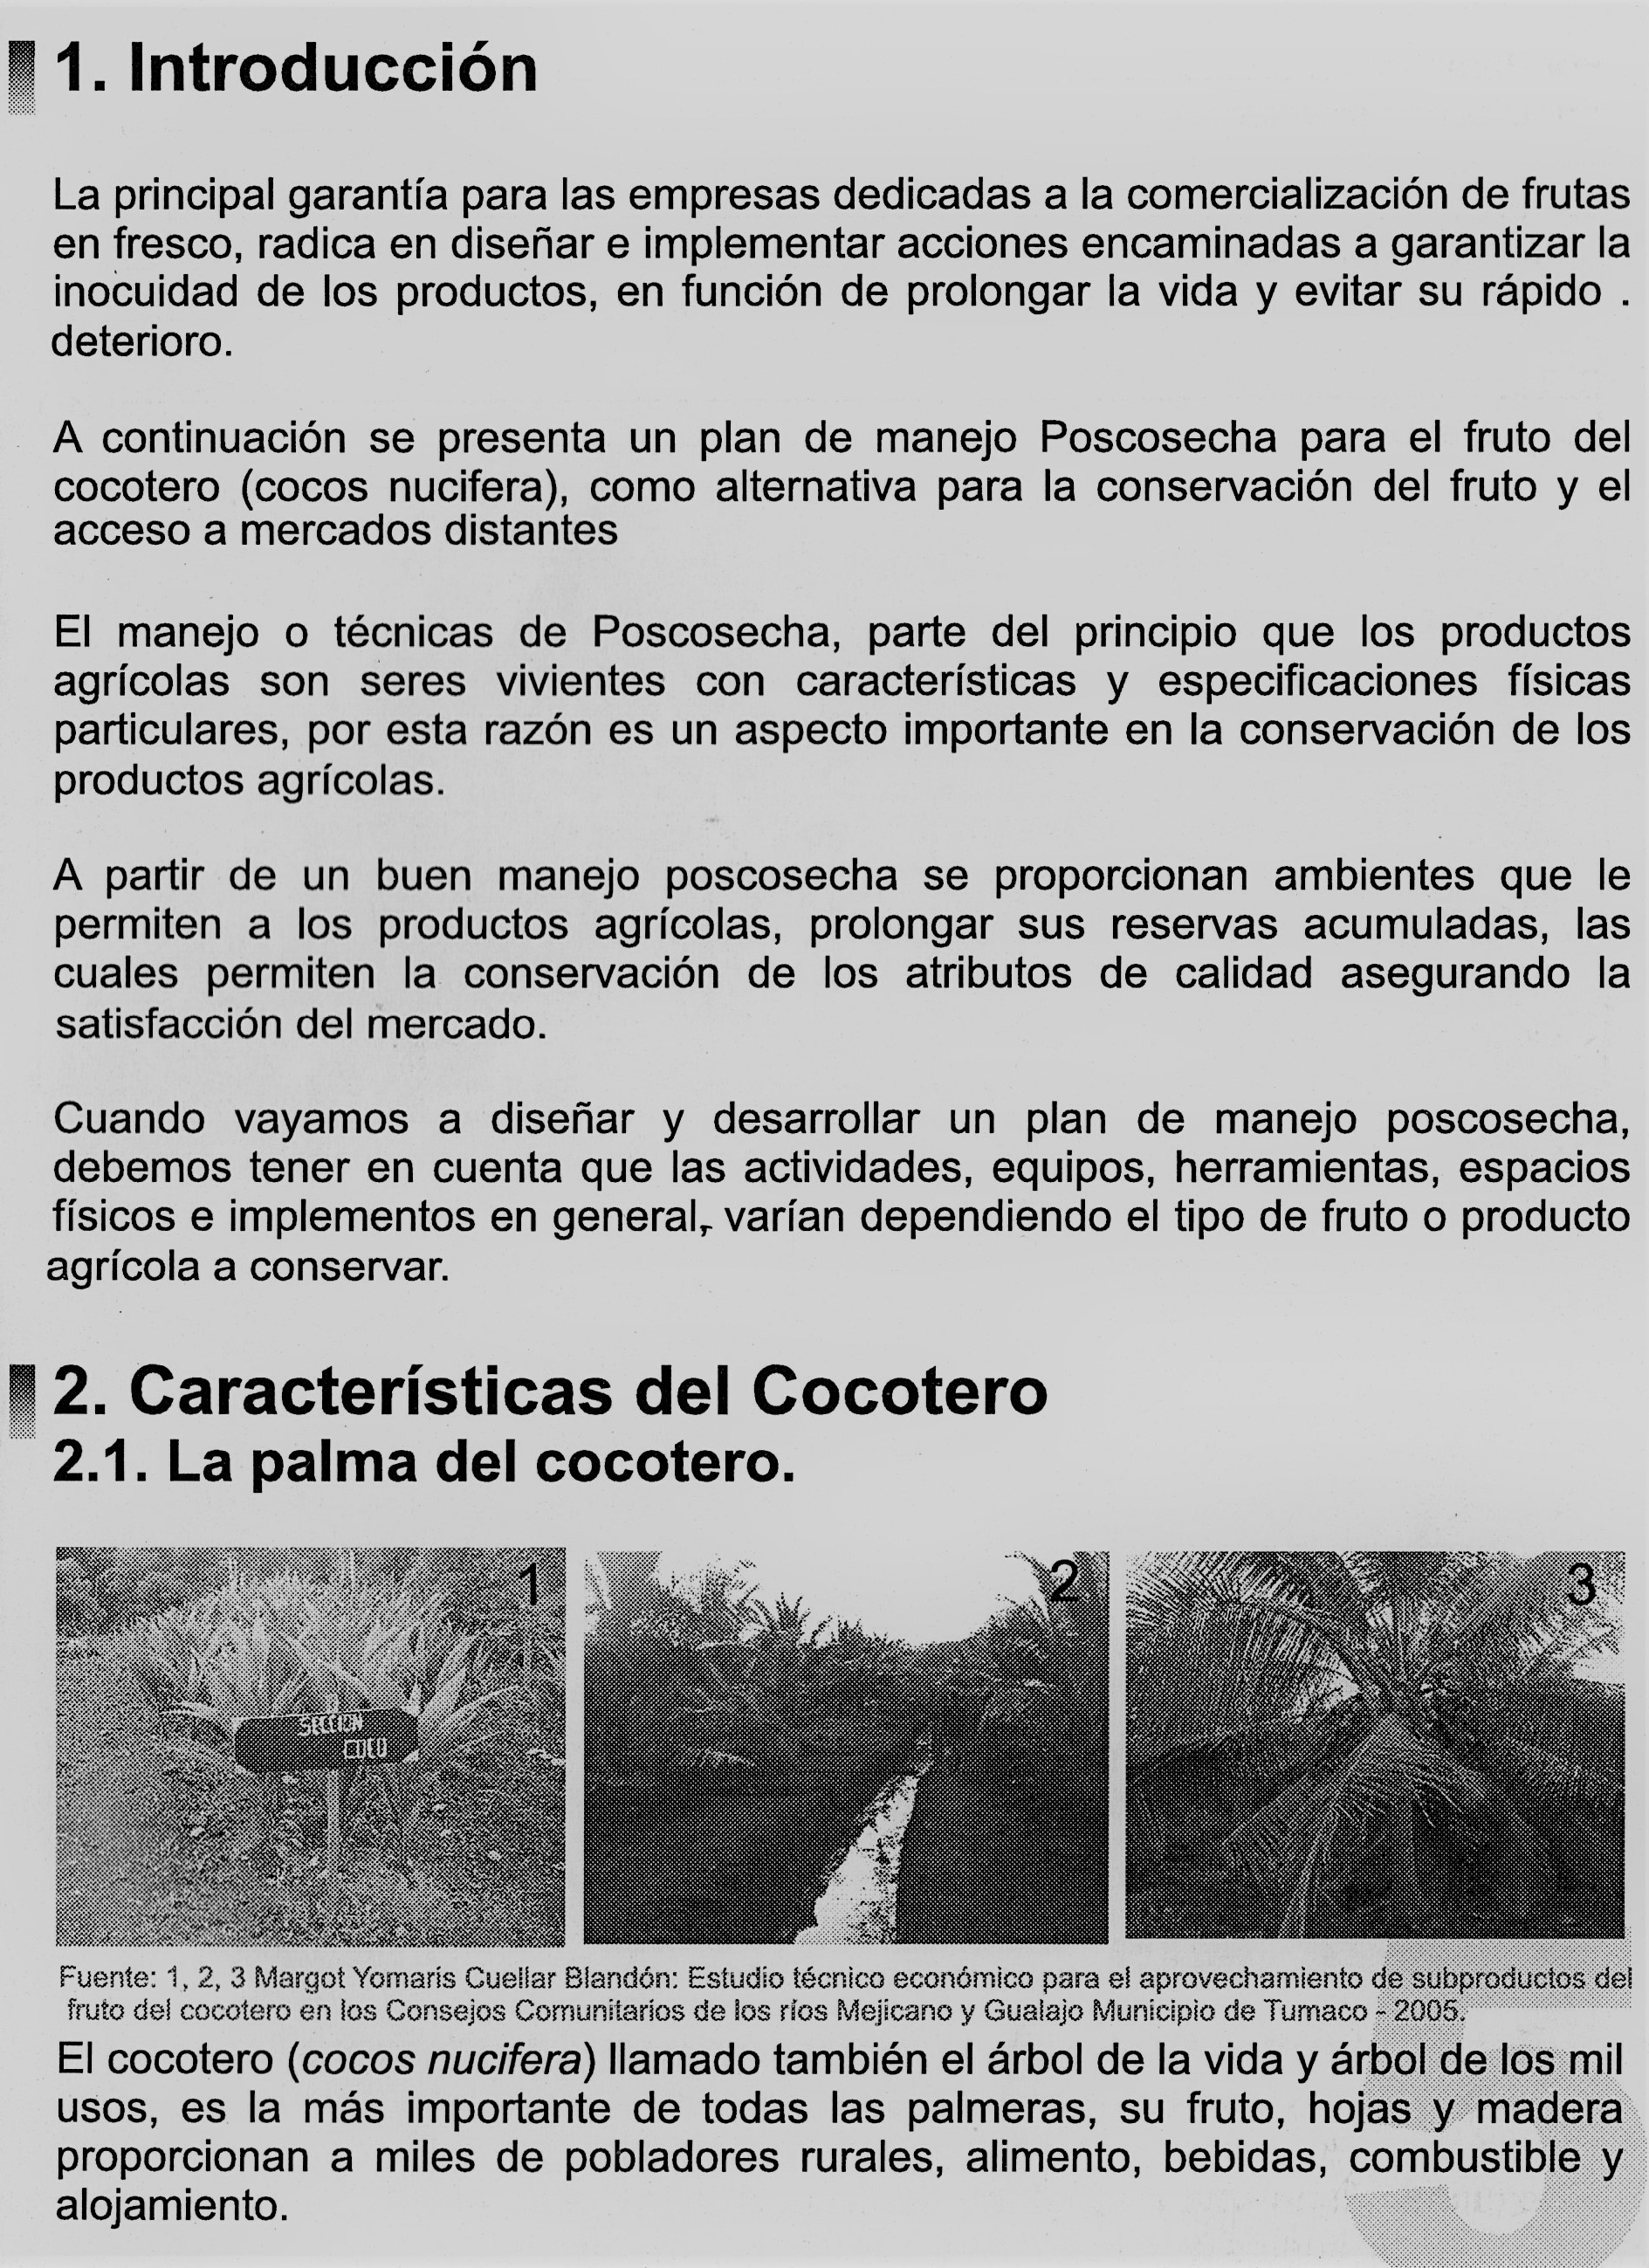 1. Introducción
La principal garantía para las empresas dedicadas a la comercialización de frutas
en fresco, radica en diseñar e implementar acciones encaminadas a garantizar la
inocuidad de los productos, en función de prolongar la vida y evitar su rápido .
deterioro.
A continuación se presenta un plan de manejo Poscosecha para el fruto del
cocotero (cocos nucifera), como alternativa para la conservación del fruto y el
acceso a mercados distantes
El manejo o técnicas de Poscosecha, parte del principio que los productos
agrícolas son seres vivientes con características y especificaciones físicas
particulares, por esta razón es un aspecto importante en la conservación de los
productos agrícolas.
A partir de un buen manejo poscosecha se proporcionan ambientes que le
permiten a los productos agrícolas, prolongar sus reservas acumuladas, las
cuales permiten la conservación de los atributos de calidad asegurando la
satisfacción del mercado.
Cuando vayamos a diseñar y desarrollar un plan de manejo poscosecha,
debemos tener en cuenta que las actividades, equipos, herramientas, espacios
físicos e implementos en general, varían dependiendo el tipo de fruto o producto
agrícola a conservar.
2. Características del Cocotero
2.1. La palma del cocotero.
1
2
3
SECCION
COCO
Fuente: 1, 2, 3 Margot Yomaris Cuellar Blandón: Estudio técnico económico para el aprovechamiento de subproductos del
fruto del cocotero en los Consejos Comunitarios de los ríos Mejicano y Gualajo Municipio de Tumaco - 2005.
El cocotero (cocos nucifera) llamado también el árbol de la vida y árbol de los mil
usos, es la más importante de todas las palmeras, su fruto, hojas y madera
proporcionan a miles de pobladores rurales, alimento, bebidas, combustible y
alojamiento.
5